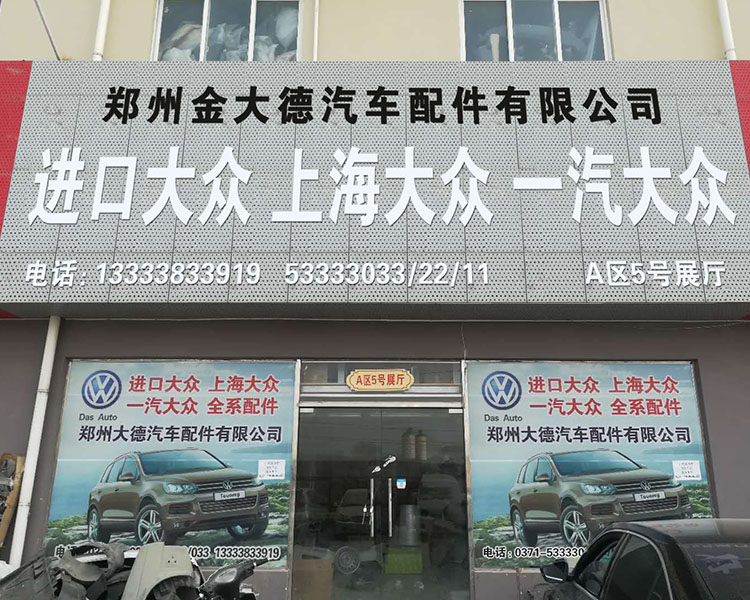 郑州金大德汽车配件有限公司
进口大众 上海大众 一汽大众
电话：13333833919 53333033/22/11 A区5号展厅
A区5号展厅
进口大众 上海大众
一汽大众 全系配件
Das Auto
郑州大德汽车配件有限公司
Touareg
/033 13333833919
进口大众 上海大众
一汽大众 全系配件
Das Auto
郑州大德汽车配件有限公司
Touareg
电话：0371-533330